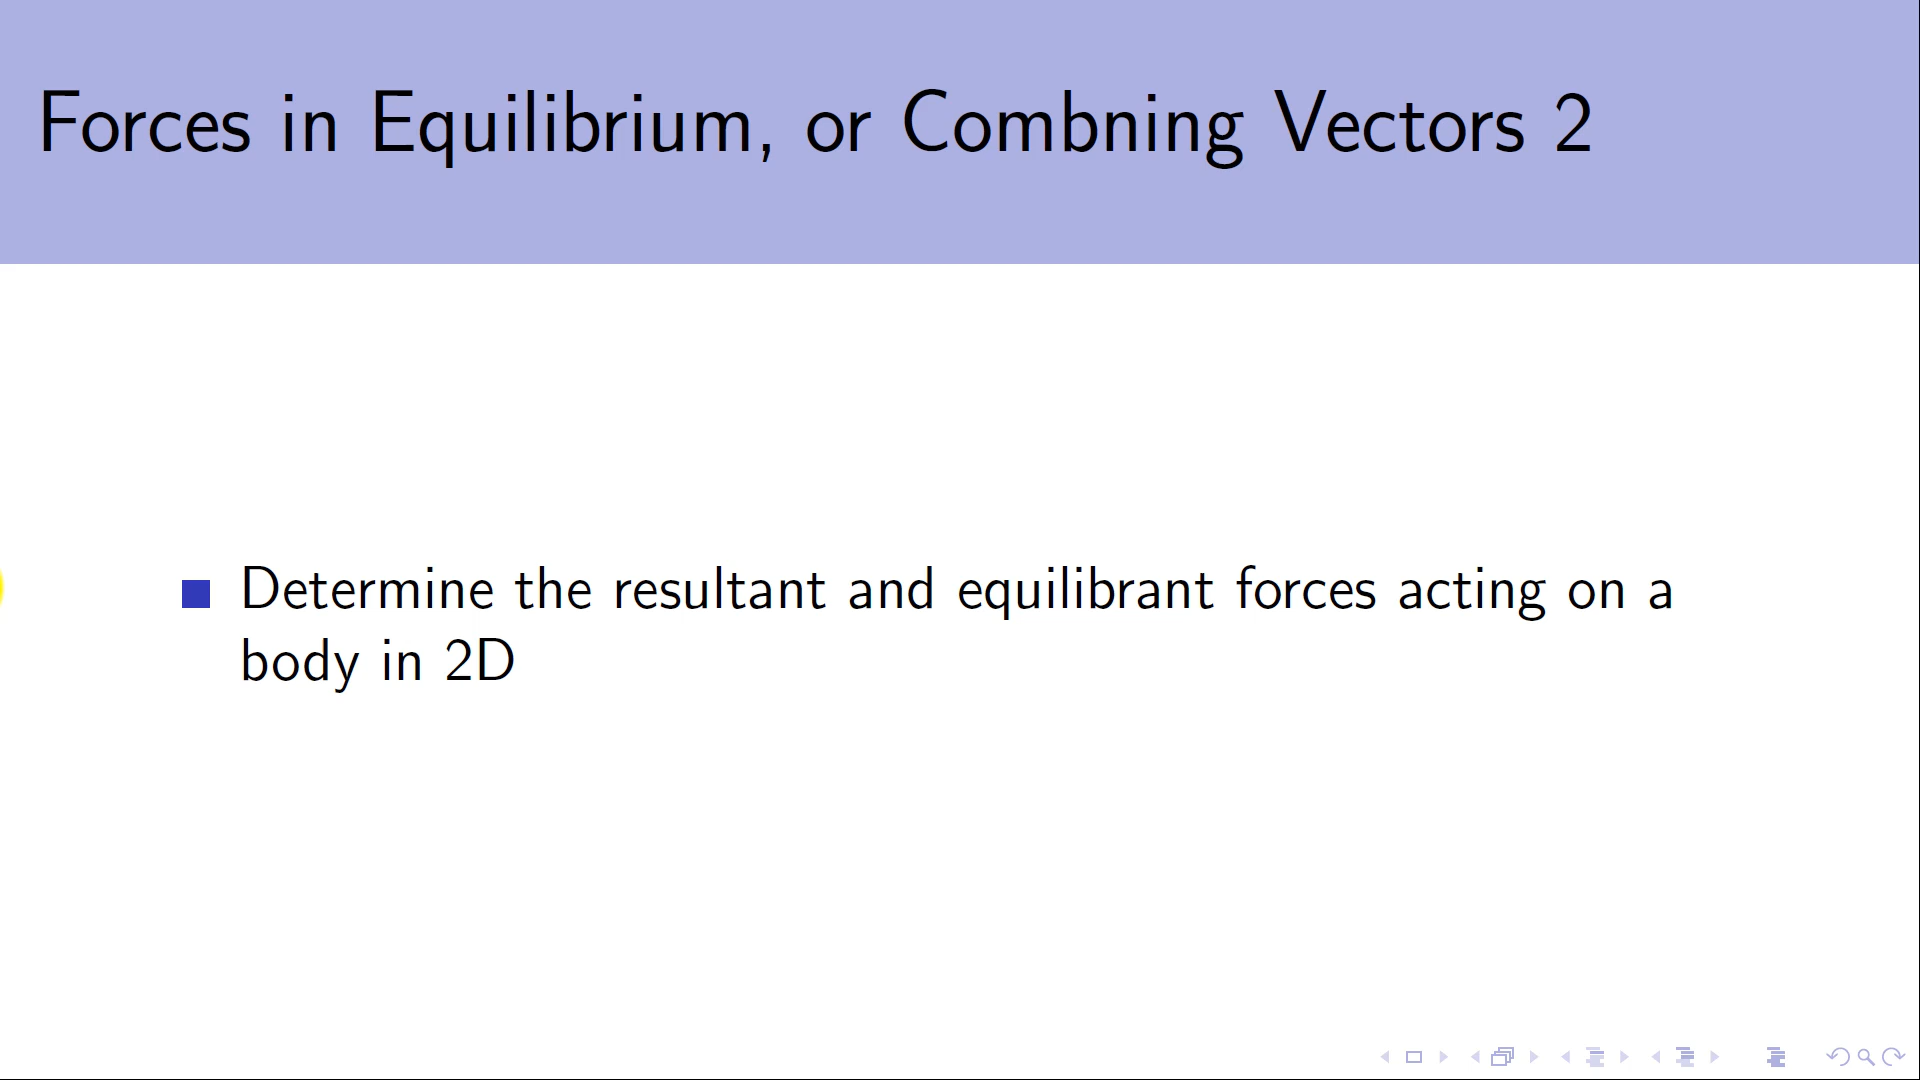 Forces in Equilibrium, or Combning Vectors 2
Determine the resultant and equilibrant forces acting on a
body in 2D